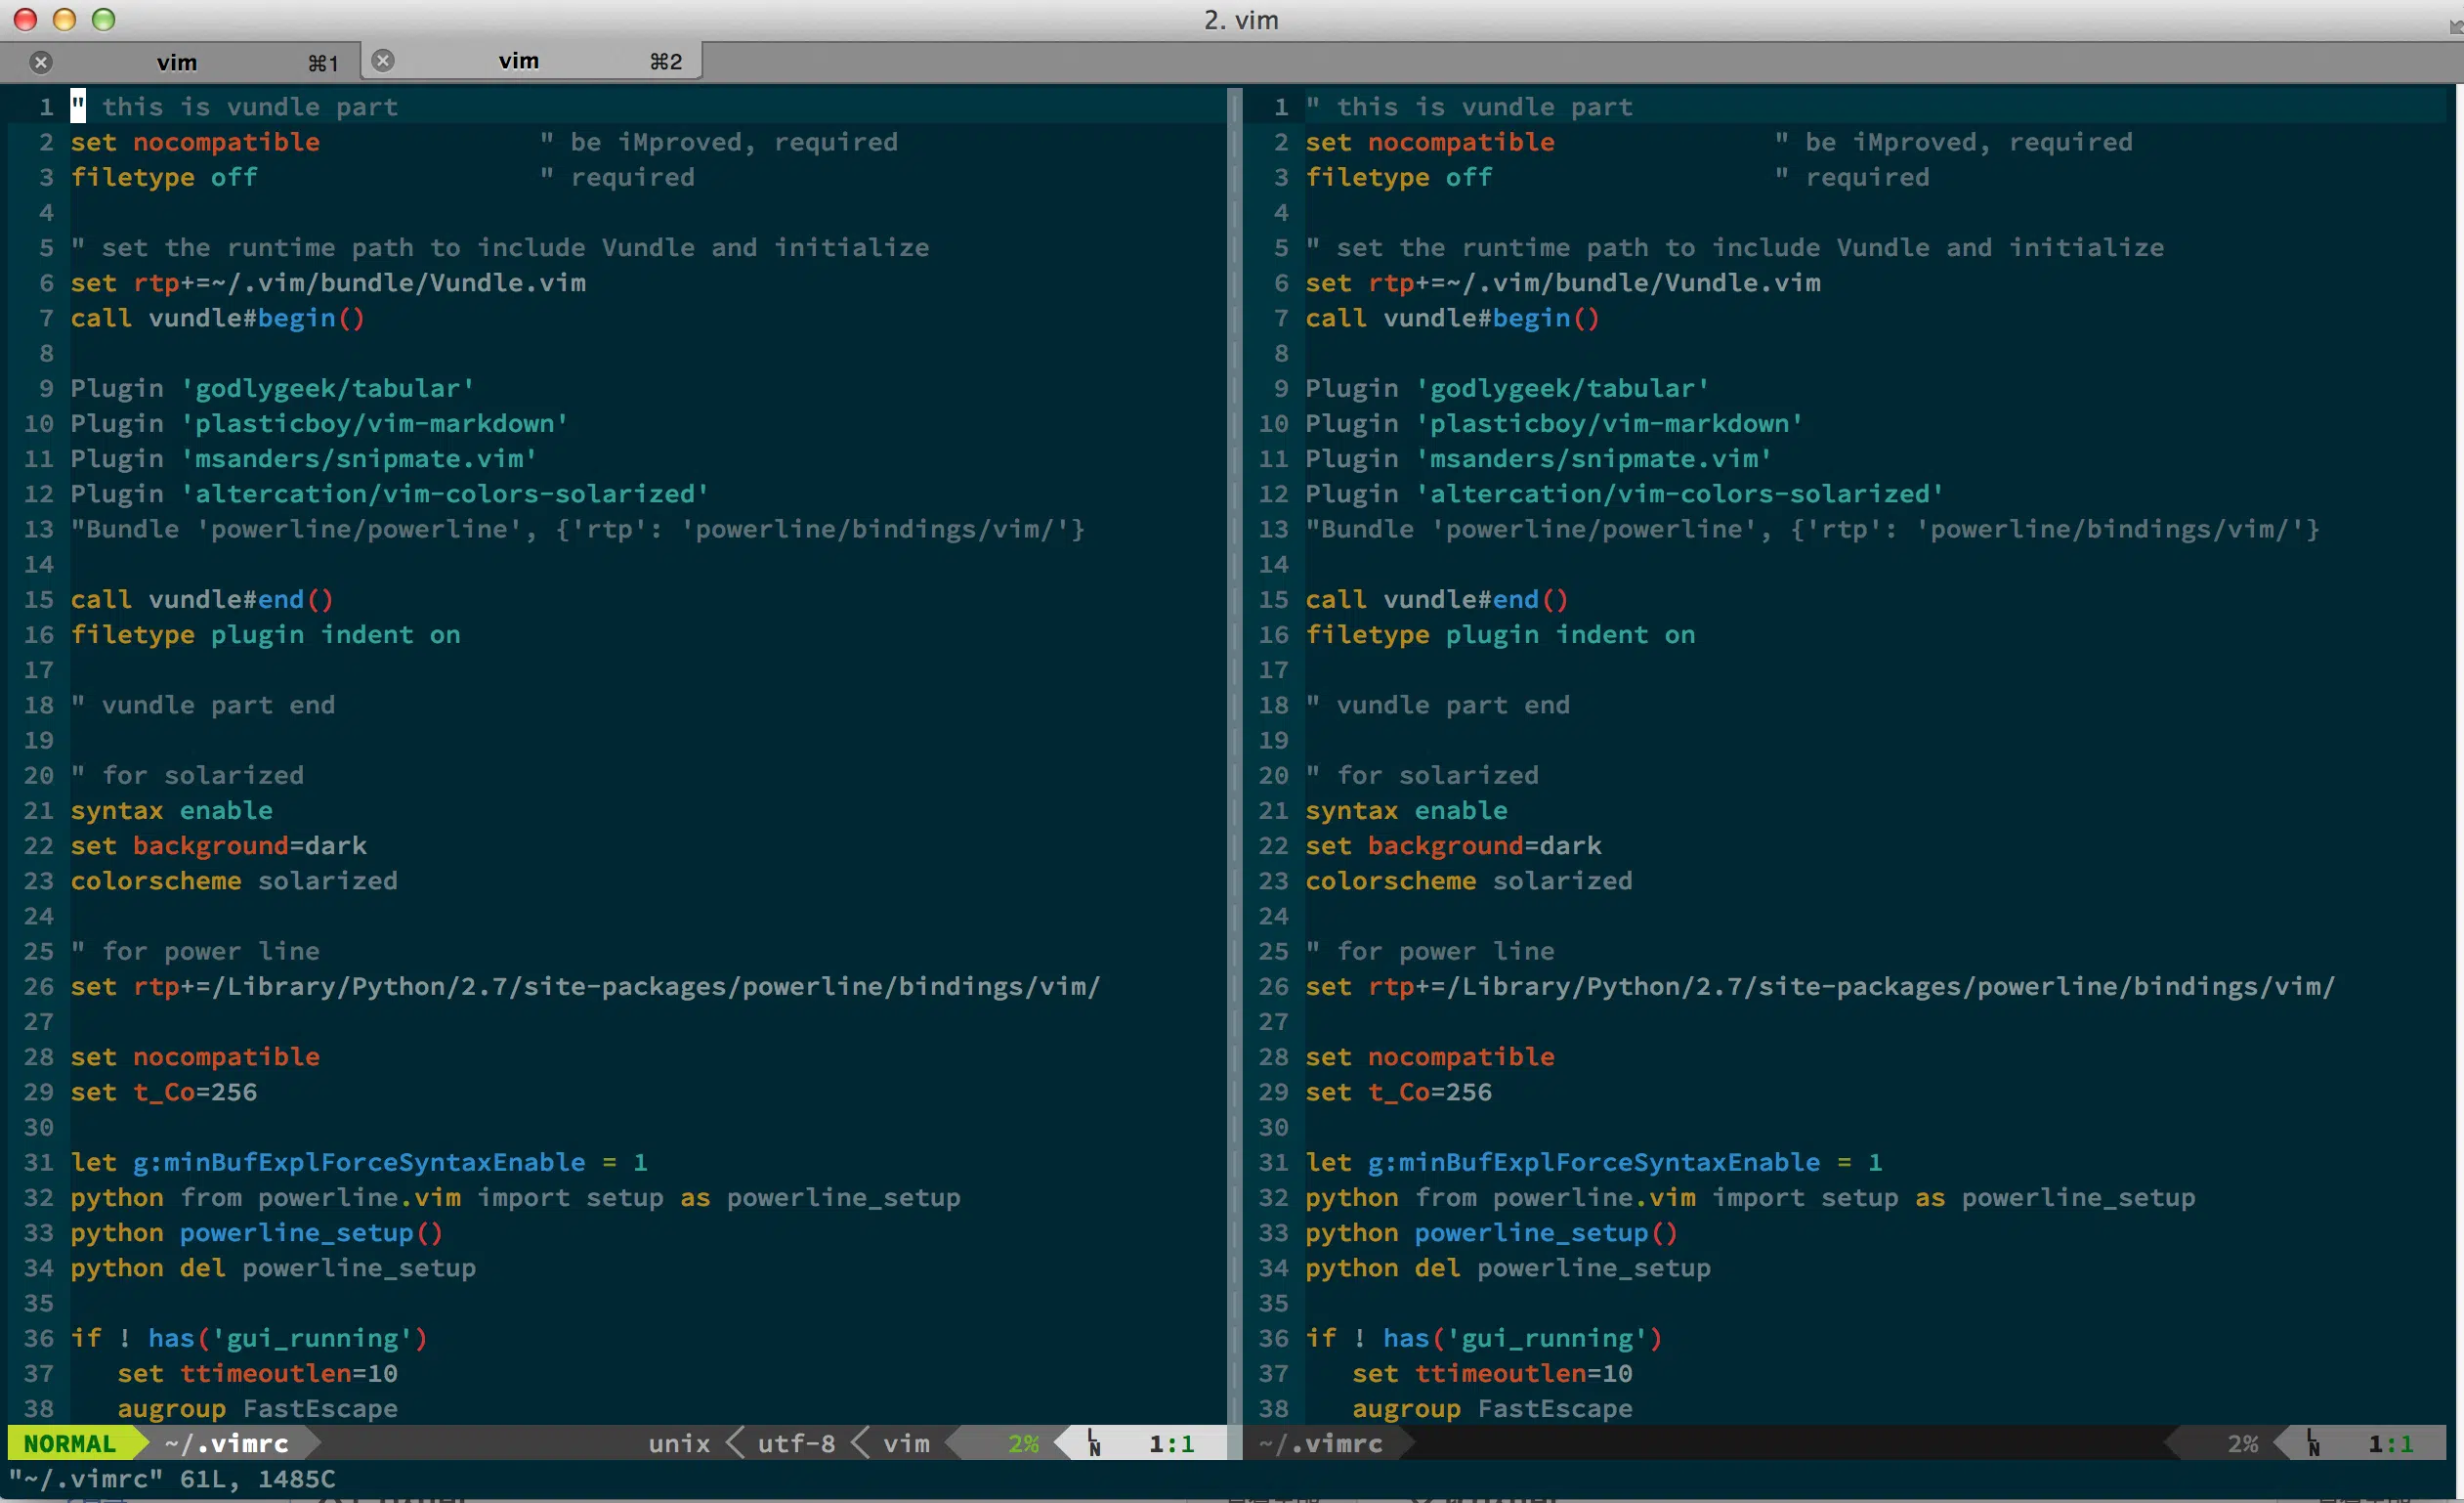 2. vim
vim ⌘1
vim ⌘2
1 " this is vundle part
2 set nocompatible " be iMproved, required
3 filetype off " required
4
5 " set the runtime path to include Vundle and initialize
6 set rtp+=~/.vim/bundle/Vundle.vim
7 call vundle#begin()
8
9 Plugin 'godlygeek/tabular'
10 Plugin 'plasticboy/vim-markdown'
11 Plugin 'msanders/snipmate.vim'
12 Plugin 'altercation/vim-colors-solarized'
13 "Bundle 'powerline/powerline', {'rtp': 'powerline/bindings/vim/'}
14
15 call vundle#end()
16 filetype plugin indent on
17
18 " vundle part end
19
20 " for solarized
21 syntax enable
22 set background=dark
23 colorscheme solarized
24
25 " for power line
26 set rtp+=/Library/Python/2.7/site-packages/powerline/bindings/vim/
27
28 set nocompatible
29 set t_Co=256
30
31 let g:minBufExplForceSyntaxEnable = 1
32 python from powerline.vim import setup as powerline_setup
33 python powerline_setup()
34 python del powerline_setup
35
36 if ! has('gui_running')
37 set ttimeoutlen=10
38 augroup FastEscape
NORMAL ~/.vimrc unix utf-8 vim 2% LN 1:1
"~/.vimrc" 61L, 1485C
1 " this is vundle part
2 set nocompatible " be iMproved, required
3 filetype off " required
4
5 " set the runtime path to include Vundle and initialize
6 set rtp+=~/.vim/bundle/Vundle.vim
7 call vundle#begin()
8
9 Plugin 'godlygeek/tabular'
10 Plugin 'plasticboy/vim-markdown'
11 Plugin 'msanders/snipmate.vim'
12 Plugin 'altercation/vim-colors-solarized'
13 "Bundle 'powerline/powerline', {'rtp': 'powerline/bindings/vim/'}
14
15 call vundle#end()
16 filetype plugin indent on
17
18 " vundle part end
19
20 " for solarized
21 syntax enable
22 set background=dark
23 colorscheme solarized
24
25 " for power line
26 set rtp+=/Library/Python/2.7/site-packages/powerline/bindings/vim/
27
28 set nocompatible
29 set t_Co=256
30
31 let g:minBufExplForceSyntaxEnable = 1
32 python from powerline.vim import setup as powerline_setup
33 python powerline_setup()
34 python del powerline_setup
35
36 if ! has('gui_running')
37 set ttimeoutlen=10
38 augroup FastEscape
~/.vimrc 2% LN 1:1